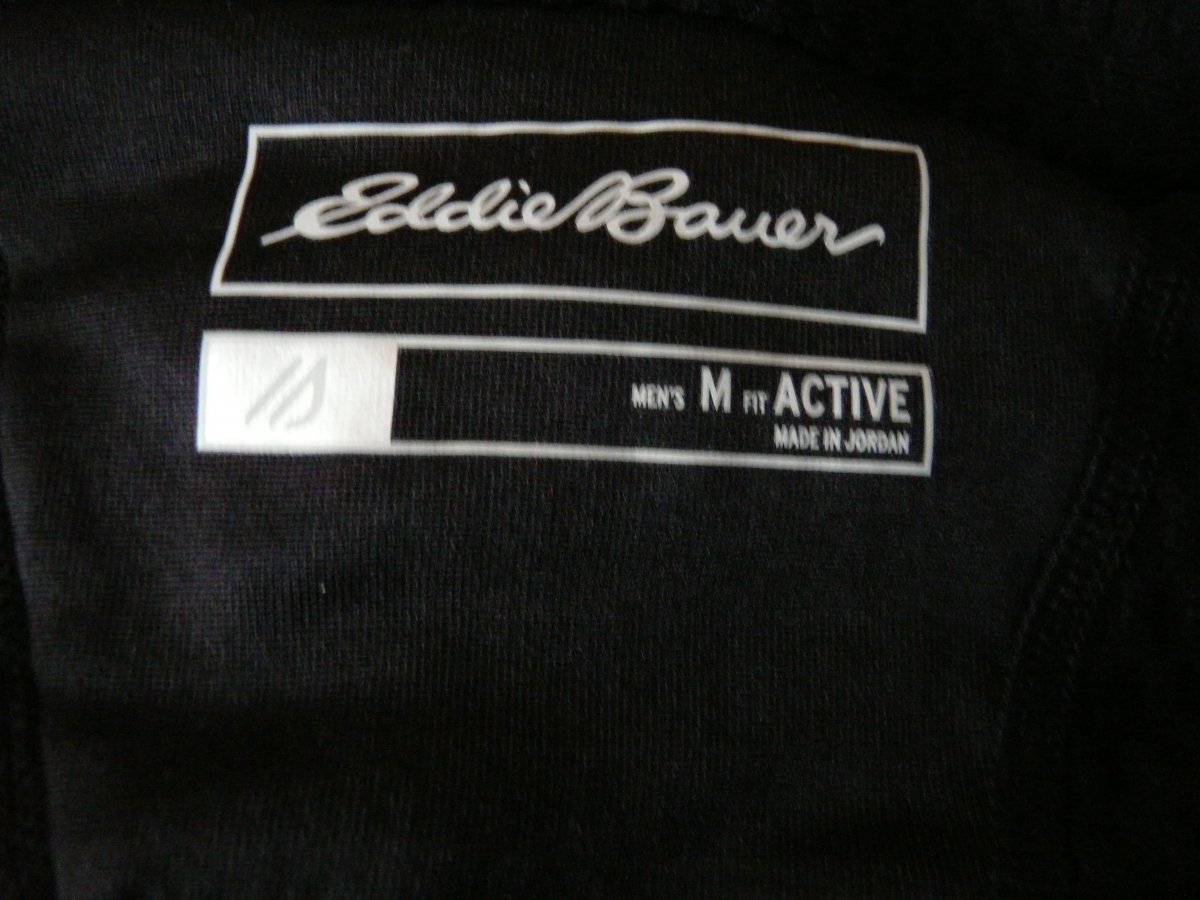 Eddie Bauer
MEN'S M FIT ACTIVE
MADE IN JORDAN